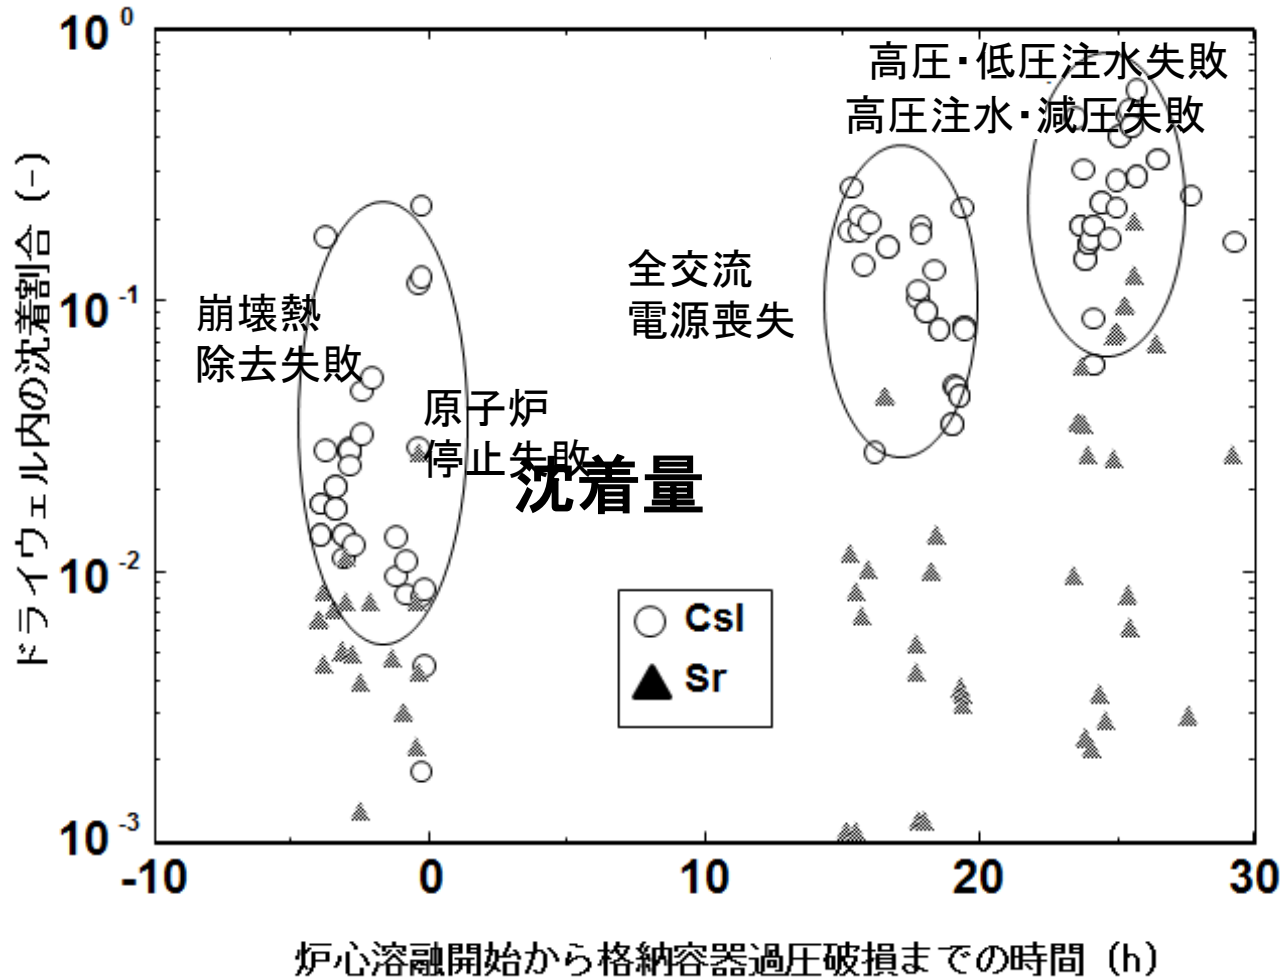 10^0
高圧・低圧注水失敗
高圧注水・減圧失敗
ドライウェル内の沈着割合 (-)
全交流
電源喪失
10^-1
崩壊熱
除去失敗
原子炉
停止失敗
沈着量
10^-2
CsI
Sr
10^-3
-10 0 10 20 30
炉心溶融開始から格納容器過圧破損までの時間 (h)